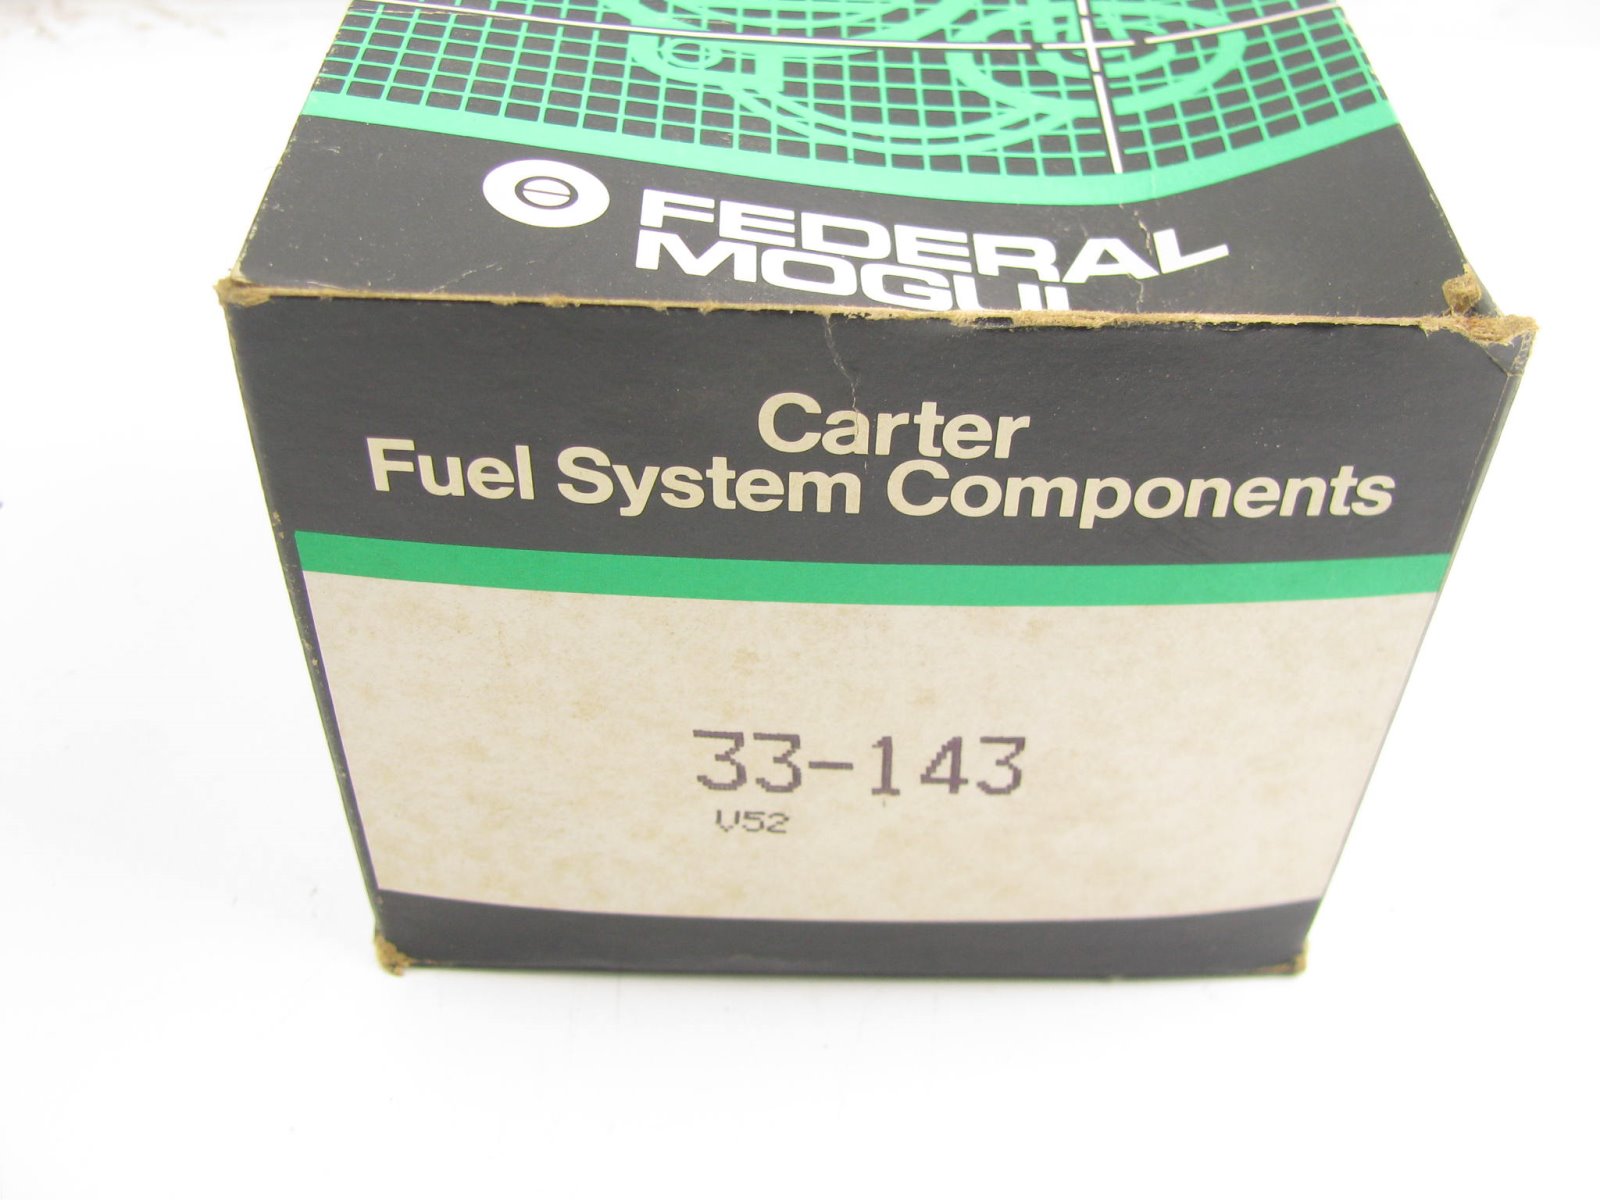 FEDERAL
MOGUL
Carter
Fuel System Components
33-143
V52